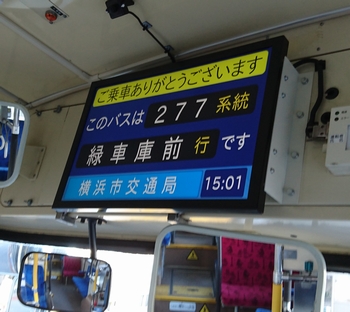 ご乗車ありがとうございます
このバスは 277 系統
緑車庫前 行 です
横浜市交通局 15:01